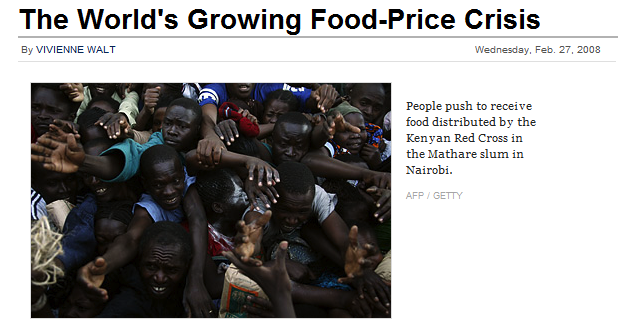 The World's Growing Food-Price Crisis
By VIVIENNE WALT
Wednesday, Feb. 27, 2008
People push to receive
food distributed by the
Kenyan Red Cross in
the Mathare slum in
Nairobi.
AFP / GETTY